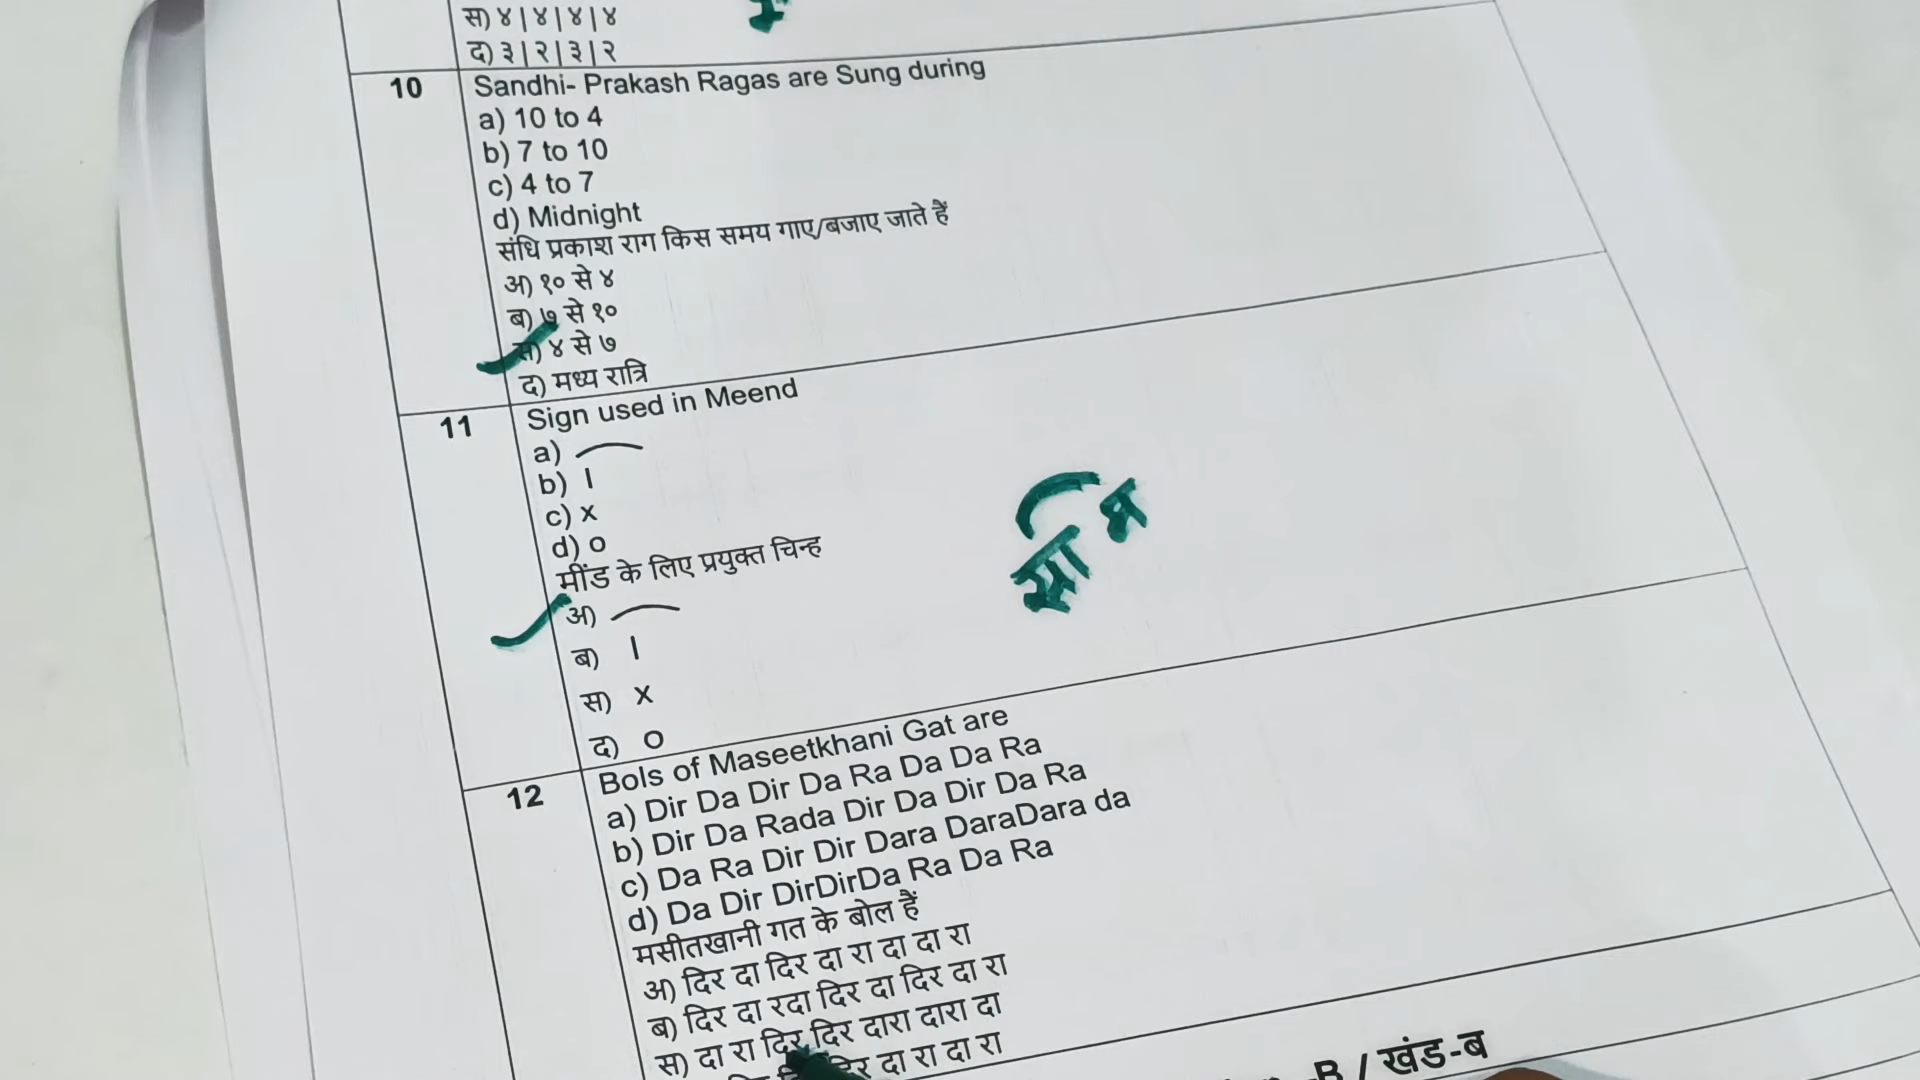 स) ४|४|४|४
द) ३|२|३|२
10 Sandhi- Prakash Ragas are Sung during
a) 10 to 4
b) 7 to 10
c) 4 to 7
d) Midnight
संधि प्रकाश राग किस समय गाए/बजाए जाते हैं
अ) १० से ४
ब) ७ से १०
स) ४ से ७
द) मध्य रात्रि
11 Sign used in Meend
a) ⁀
b) I
c) x
d) o
मींड के लिए प्रयुक्त चिन्ह
अ) ⁀
ब) I
स) x
द) o
12 Bols of Maseetkhani Gat are
a) Dir Da Dir Da Ra Da Da Ra
b) Dir Da Rada Dir Da Dir Da Ra
c) Da Ra Dir Dir Dara DaraDara da
d) Da Dir DirDirDa Ra Da Ra
मसीतखानी गत के बोल हैं
अ) दिर दा दिर दा रा दा दा रा
ब) दिर दा रदा दिर दा दिर दा रा
स) दा रा दिर दिर दारा दारा दा
दा रा दा रा
B / खंड-ब